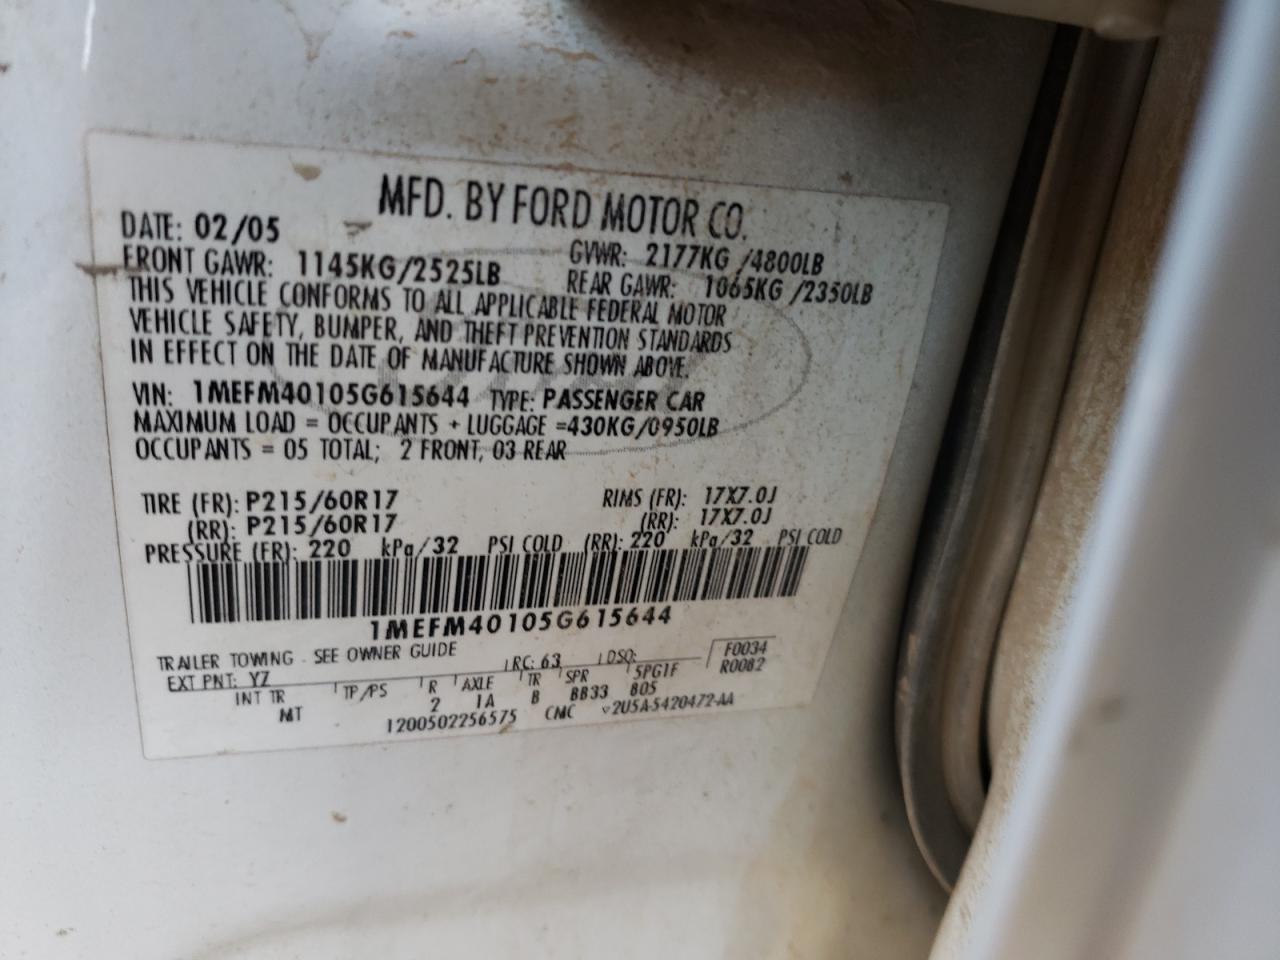 MFD. BY FORD MOTOR CO.
DATE: 02/05 GVWR: 2177KG /4800LB
FRONT GAWR: 1145KG/2525LB REAR GAWR: 1065KG /2350LB
THIS VEHICLE CONFORMS TO ALL APPLICABLE FEDERAL MOTOR
VEHICLE SAFETY, BUMPER, AND THEFT PREVENTION STANDARDS
IN EFFECT ON THE DATE OF MANUFACTURE SHOWN ABOVE.
VIN: 1MEFM40105G615644 TYPE: PASSENGER CAR
MAXIMUM LOAD = OCCUPANTS + LUGGAGE =430KG/0950LB
OCCUPANTS = 05 TOTAL; 2 FRONT, 03 REAR
TIRE (FR): P215/60R17 RIMS (FR): 17X7.0J
(RR): P215/60R17 (RR): 17X7.0J
PRESSURE (FR): 220 kPa/32 PSI COLD (RR): 220 kPa/32 PSI COLD
1MEFM40105G615644
TRAILER TOWING - SEE OWNER GUIDE
EXT PNT: YZ RC: 63 DSO: F0034
R0082
INT TR TP/PS R AXLE TR SPR 5PG1F
MT 2 1A B BB33 B05
1200502256575 CMC 2U5A-5420472-AA